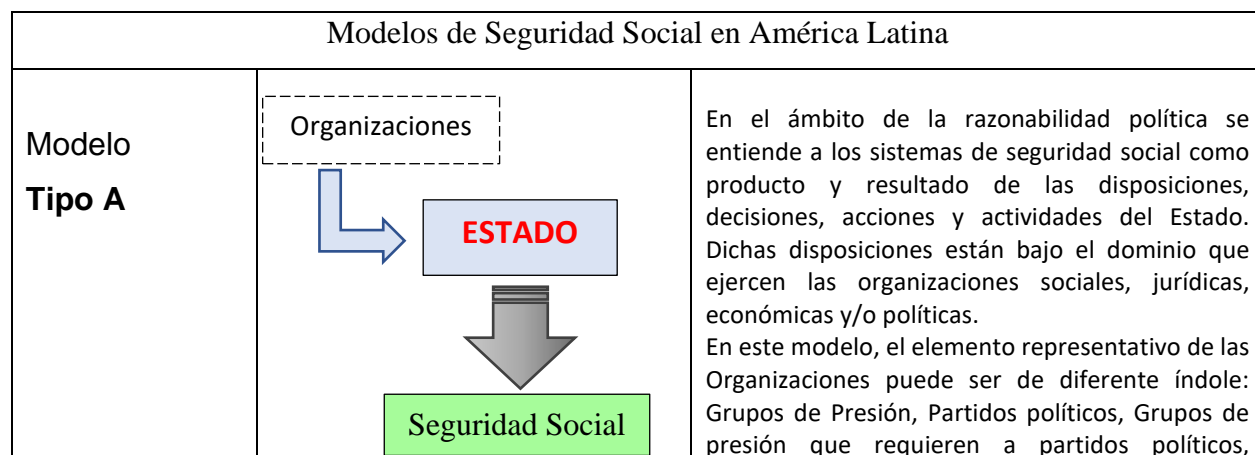 Modelos de Seguridad Social en América Latina
Modelo
Tipo A
Organizaciones
ESTADO
Seguridad Social
En el ámbito de la razonabilidad política se
entiende a los sistemas de seguridad social como
producto y resultado de las disposiciones,
decisiones, acciones y actividades del Estado.
Dichas disposiciones están bajo el dominio que
ejercen las organizaciones sociales, jurídicas,
económicas y/o políticas.
En este modelo, el elemento representativo de las
Organizaciones puede ser de diferente índole:
Grupos de Presión, Partidos políticos, Grupos de
presión que requieren a partidos políticos,